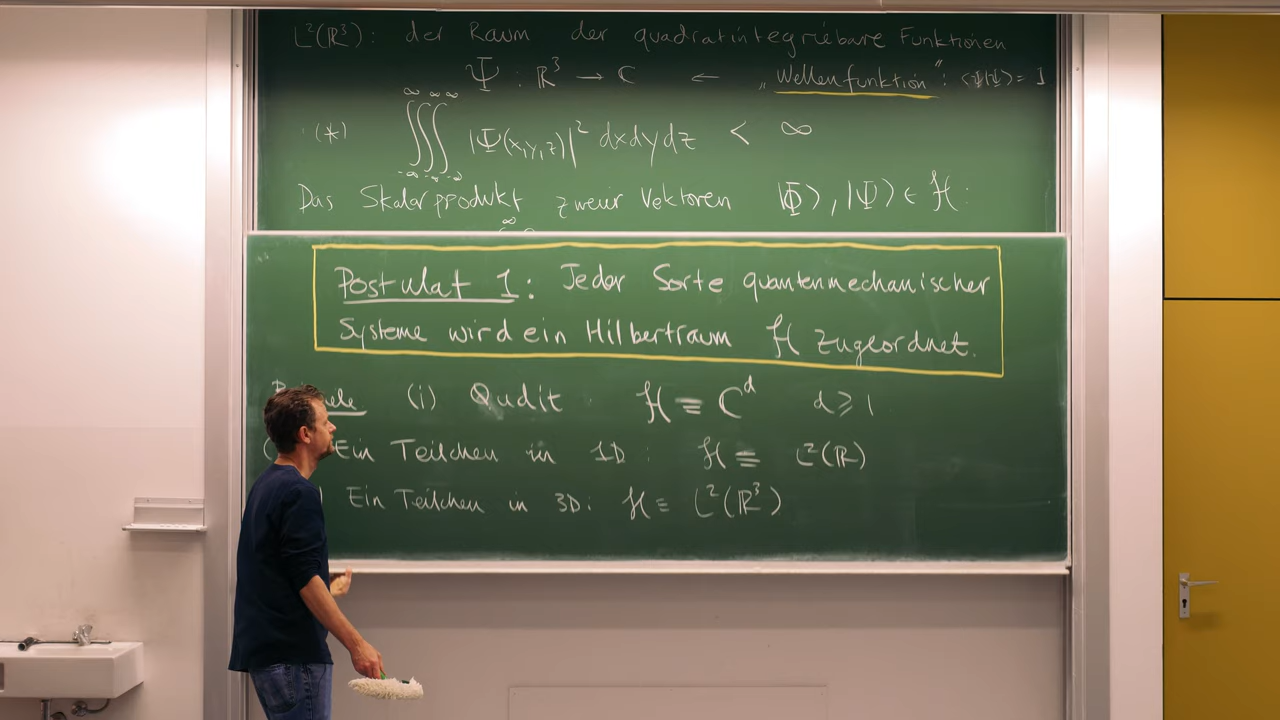 L²(ℝ³): der Raum der quadratintegriebare Funktionen
Ψ : ℝ³ → ℂ ← „Wellenfunktion": ⟨Ψ|Ψ⟩ = 1
(*) ∫∫∫ |Ψ(x,y,z)|² dxdydz < ∞
∞ ∞ ∞
-∞ -∞ -∞
Das Skalarprodukt zweier Vektoren |Φ⟩, |Ψ⟩ ∈ ℋ:
∞
Postulat 1: Jeder Sorte quantenmechanischer
Systeme wird ein Hilbertraum ℋ zugeordnet.
(i) Qudit. ℋ ≡ ℂᵈ d ⩾ 1
Ein Teilchen in 1D: ℋ ≡ L²(ℝ)
Ein Teilchen in 3D: ℋ ≡ L²(ℝ³)